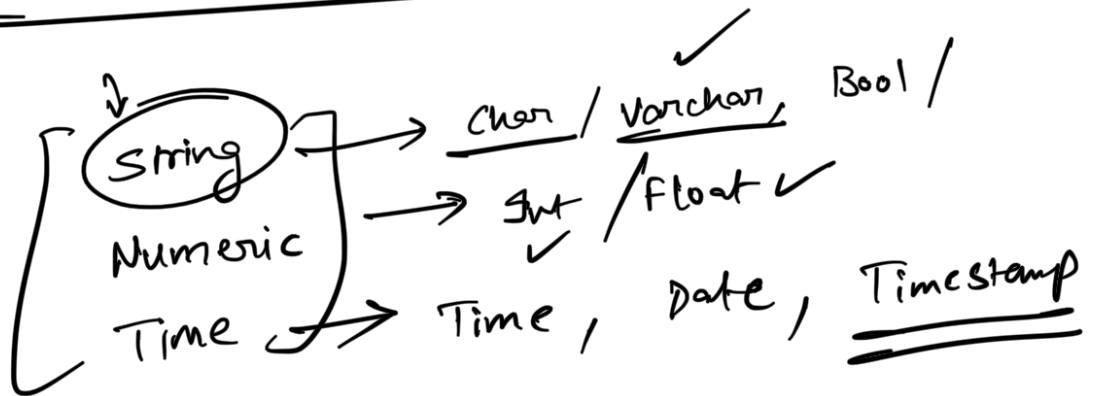 String → Char / Varchar, Bool /
Numeric → Int / Float ✓
Time → Time, Date, Timestamp